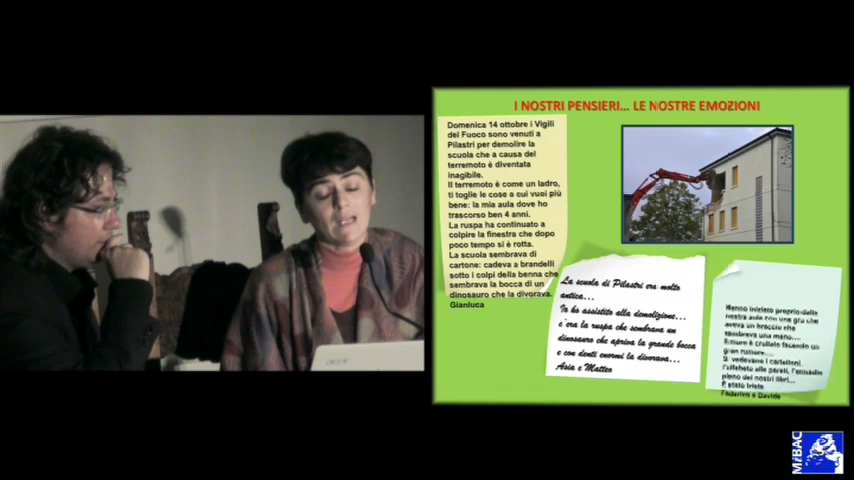 I NOSTRI PENSIERI... LE NOSTRE EMOZIONI
Domenica 14 ottobre i Vigili
del Fuoco sono venuti a
Pilastri per demolire la
scuola che a causa del
terremoto è diventata
inagibile.
Il terremoto è come un ladro,
ti toglie le cose a cui vuoi più
bene: la mia aula dove ho
trascorso ben 4 anni.
La ruspa ha continuato a
colpire la finestra che dopo
poco tempo si è rotta.
La scuola sembrava di
cartone: cadeva a brandelli
sotto i colpi della benna che
sembrava la bocca di un
dinosauro che la divorava.
Gianluca
La scuola di Pilastri era molto
antica...
Io ho assistito alla demolizione...
c'era la ruspa che sembrava un
dinosauro che apriva la grande bocca
e con denti enormi la divorava...
Asia e Matteo
Hanno iniziato proprio dalla
nostra aula con una gru che
aveva un braccio che
sembrava una mano....
Il muro è crollato facendo un
gran rumore....
Si vedevano i cartelloni,
l'alfabeto alle pareti, l'armadio
pieno dei nostri libri...
È stato triste
Federico e Davide
acer
MiBAC